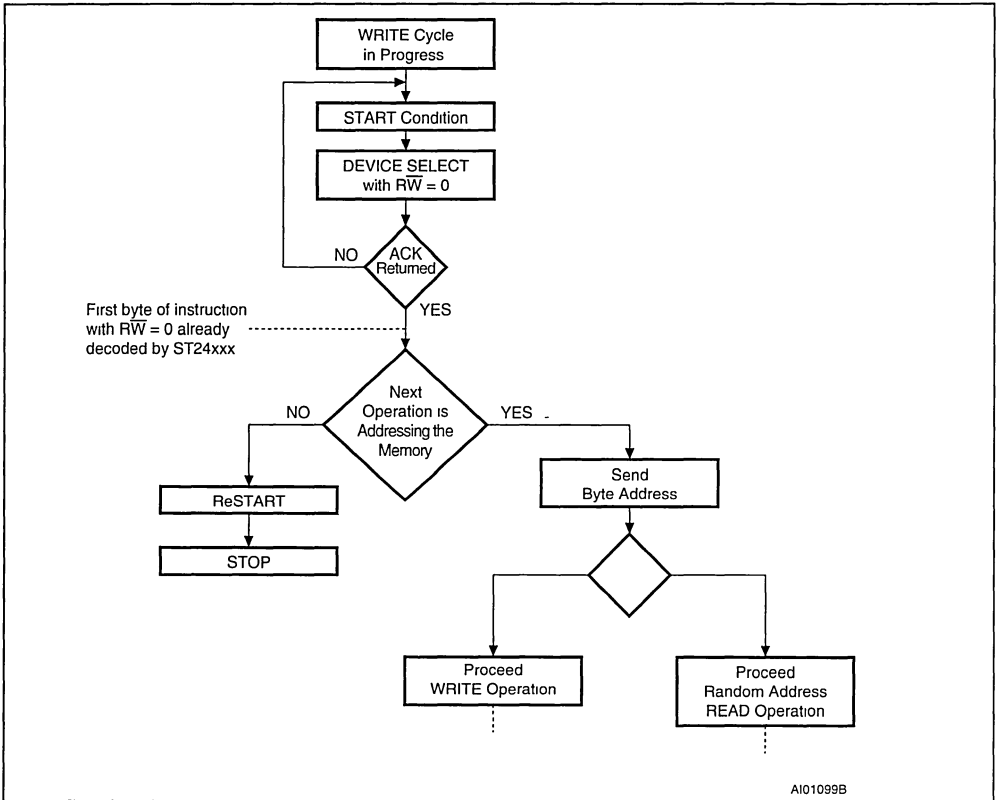 WRITE Cycle
in Progress
START Condition
DEVICE SELECT
with RW̅ = 0
NO
ACK
Returned
YES
First byte of instruction
with RW̅ = 0 already
decoded by ST24xxx
Next
Operation is
Addressing the
Memory
NO
YES
ReSTART
STOP
Send
Byte Address
Proceed
WRITE Operation
Proceed
Random Address
READ Operation
AI01099B